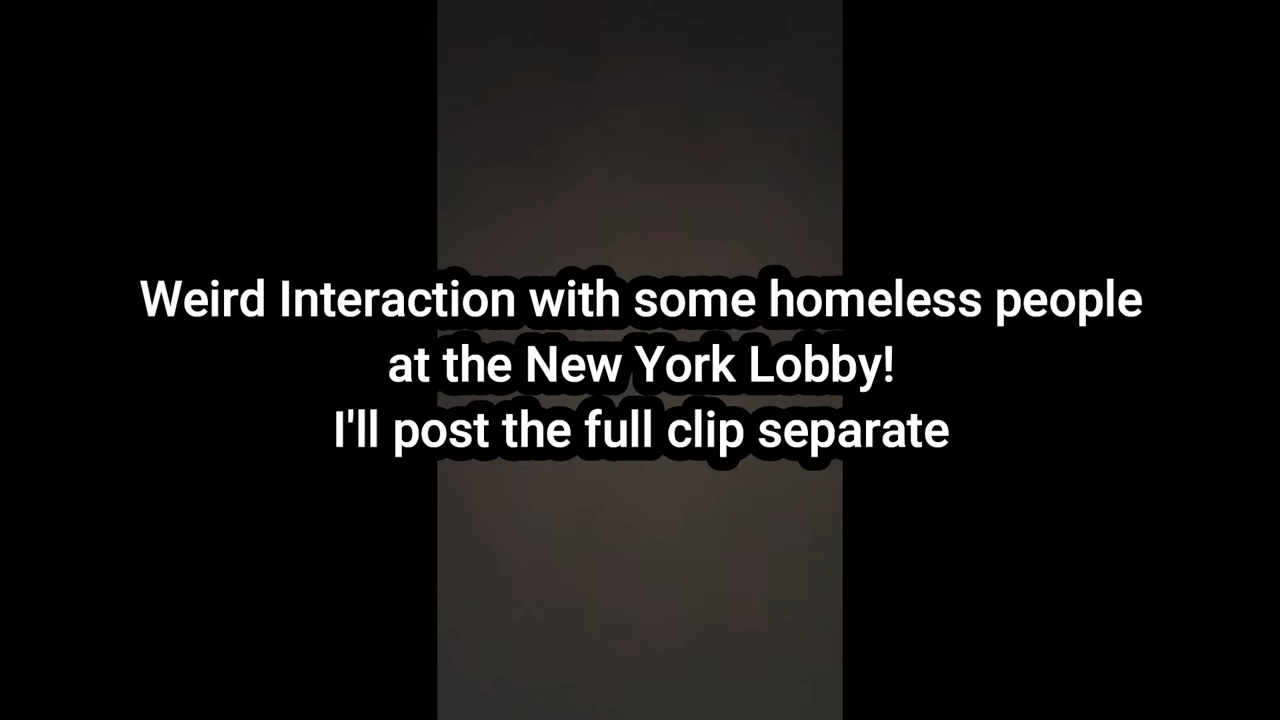 Weird Interaction with some homeless people
at the New York Lobby!
I'll post the full clip separate